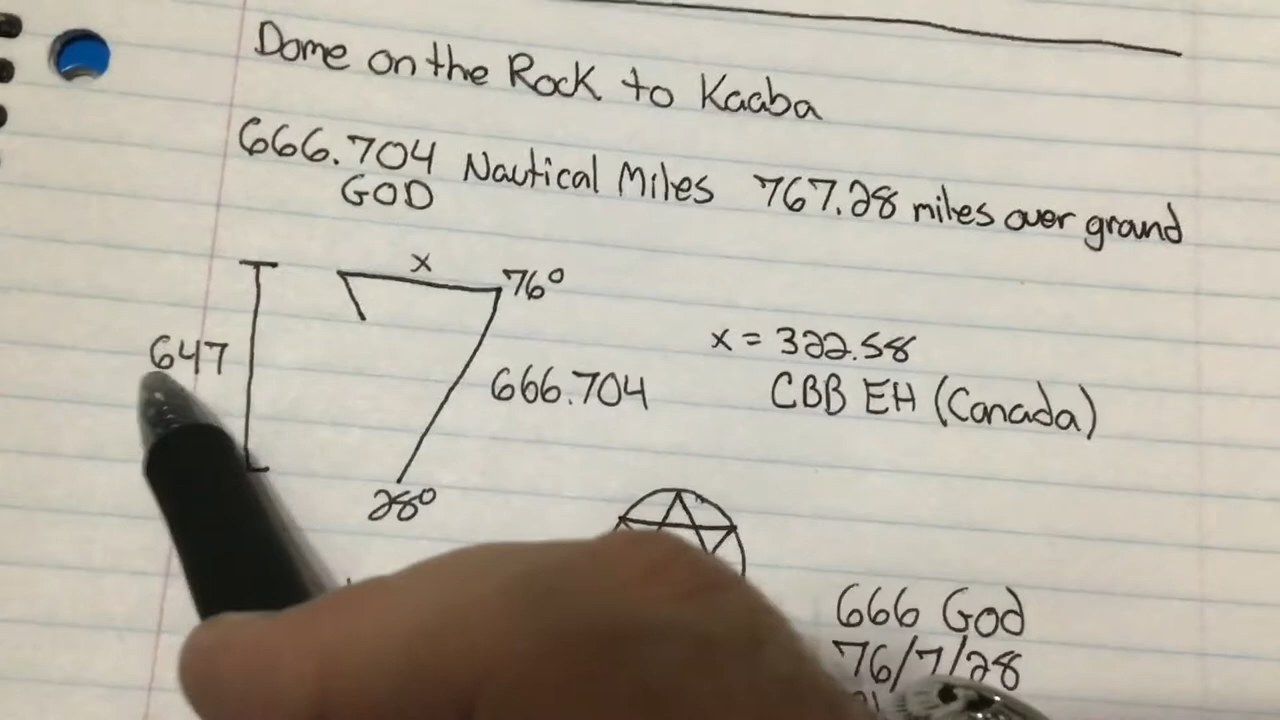 Dome on the Rock to Kaaba
666.704 Nautical Miles 767.28 miles over ground
GOD
x
76°
647
666.704
28°
x = 322.58
CBB EH (Canada)
666 God
76/7/28